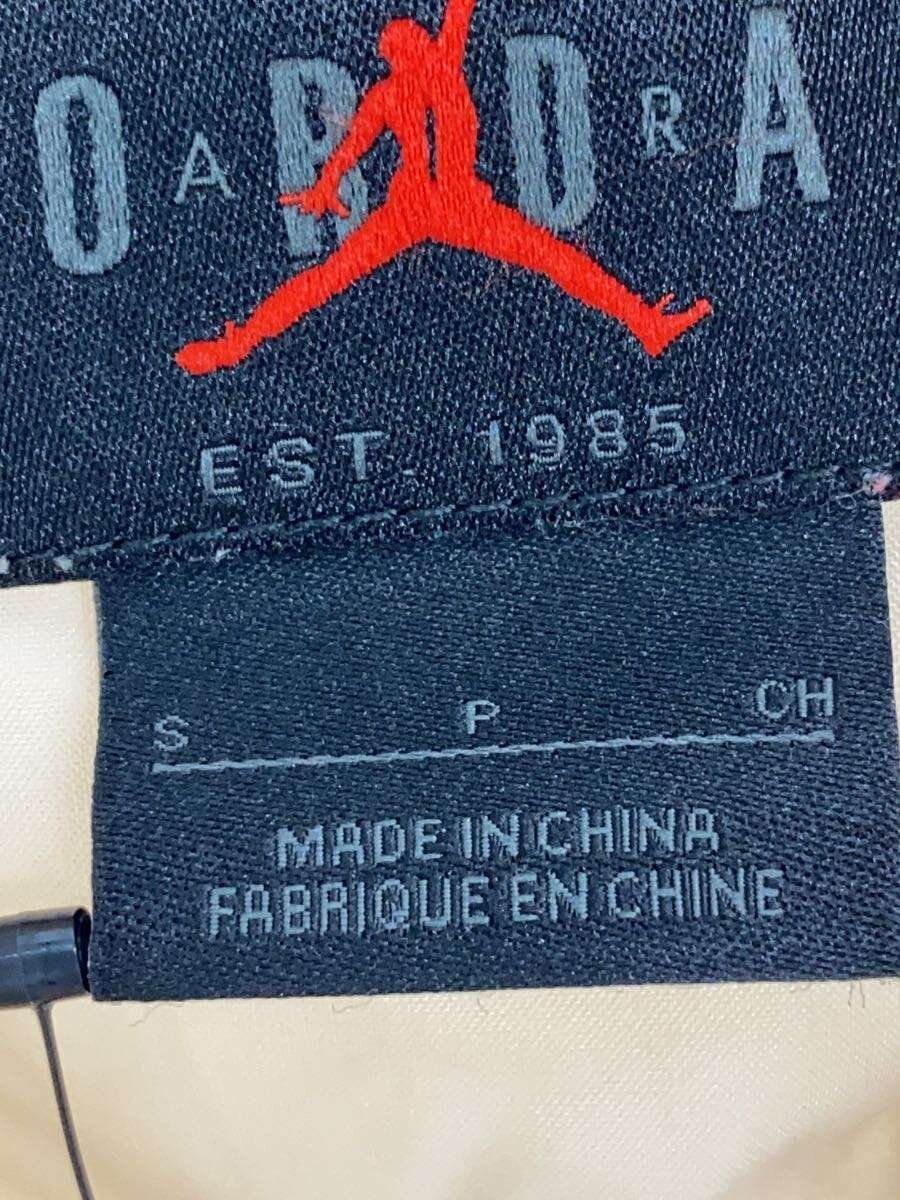 O A R D R A
EST. 1985
S P CH
MADE IN CHINA
FABRIQUE EN CHINE